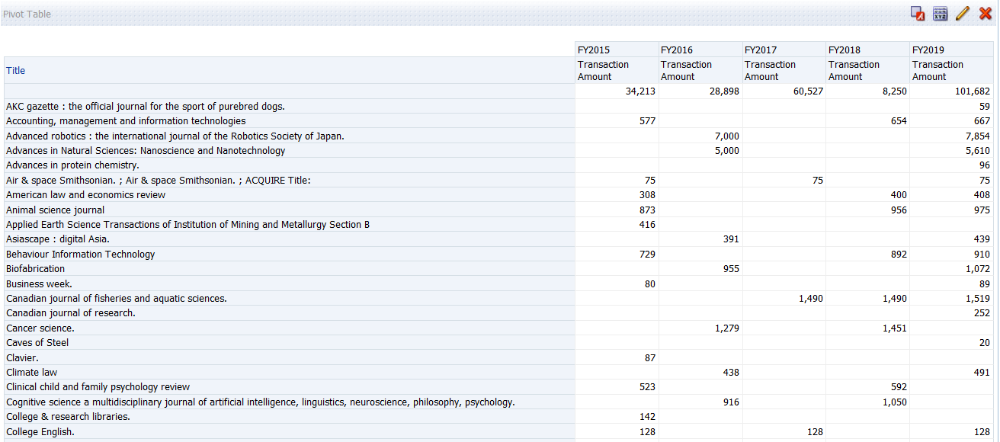 Pivot Table
FY2015 FY2016 FY2017 FY2018 FY2019
Title Transaction Amount Transaction Amount Transaction Amount Transaction Amount Transaction Amount
34,213 28,898 60,527 8,250 101,682
AKC gazette : the official journal for the sport of purebred dogs. 59
Accounting, management and information technologies 577 654 667
Advanced robotics : the international journal of the Robotics Society of Japan. 7,000 7,854
Advances in Natural Sciences: Nanoscience and Nanotechnology 5,000 5,610
Advances in protein chemistry. 96
Air & space Smithsonian. ; Air & space Smithsonian. ; ACQUIRE Title: 75 75 75
American law and economics review 308 400 408
Animal science journal 873 956 975
Applied Earth Science Transactions of Institution of Mining and Metallurgy Section B 416
Asiascape : digital Asia. 391 439
Behaviour Information Technology 729 892 910
Biofabrication 955 1,072
Business week. 80 89
Canadian journal of fisheries and aquatic sciences. 1,490 1,490 1,519
Canadian journal of research. 252
Cancer science. 1,279 1,451
Caves of Steel 20
Clavier. 87
Climate law 438 491
Clinical child and family psychology review 523 592
Cognitive science a multidisciplinary journal of artificial intelligence, linguistics, neuroscience, philosophy, psychology. 916 1,050
College & research libraries. 142
College English. 128 128 128